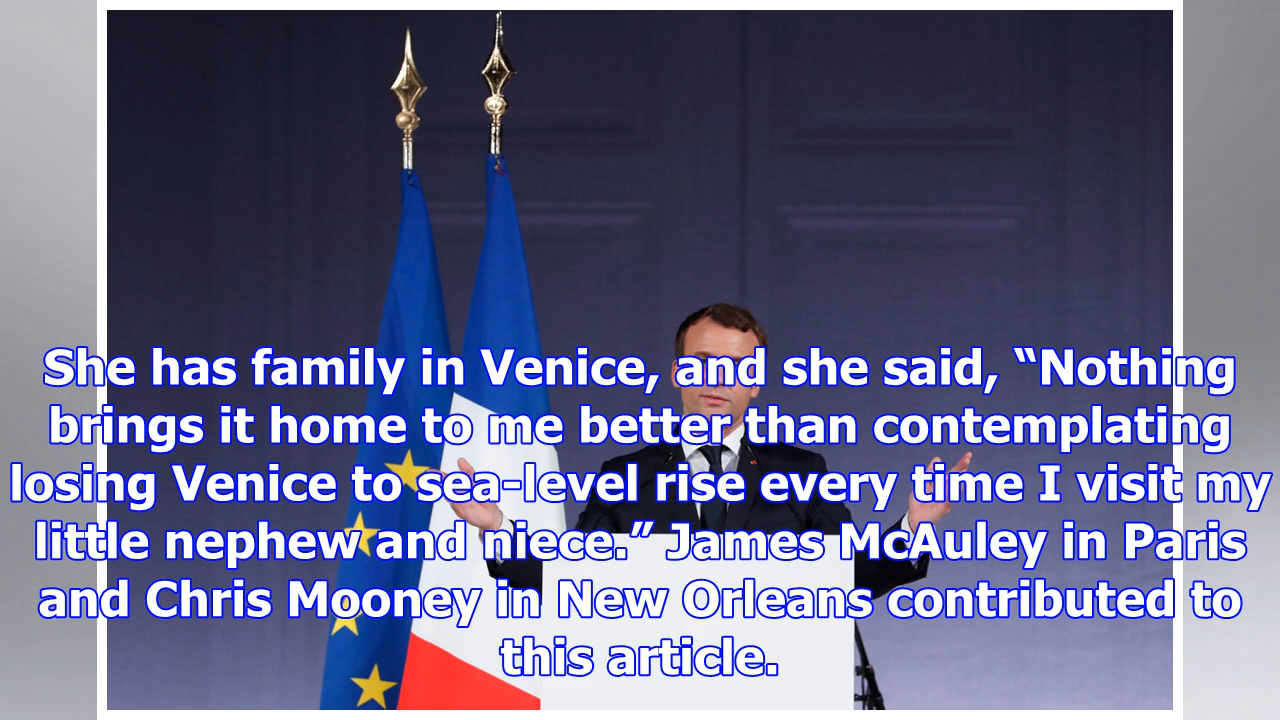 She has family in Venice, and she said, “Nothing
brings it home to me better than contemplating
losing Venice to sea-level rise every time I visit my
little nephew and niece.” James McAuley in Paris
and Chris Mooney in New Orleans contributed to
this article.